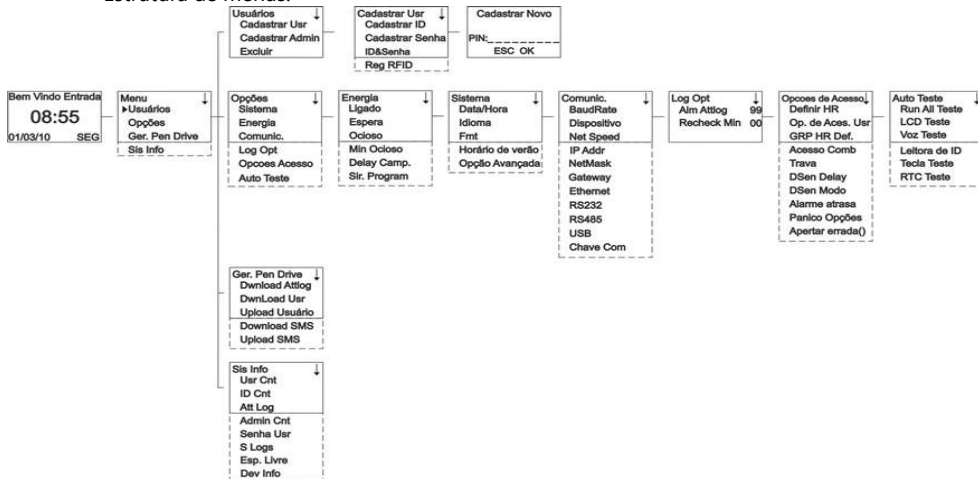 Estrutura de menus:
Usuários ↓
Cadastrar Usr
Cadastrar Admin
Excluir
Cadastrar Usr ↓
Cadastrar ID
Cadastrar Senha
ID&Senha
Reg RFID
Cadastrar Novo
PIN:_ _ _ _ _ _ _ _ _
ESC OK
Bem Vindo Entrada
08:55
01/03/10 SEG
Menu ↓
▶Usuários
Opções
Ger. Pen Drive
Sis Info
Opções ↓
Sistema
Energia
Comunic.
Log Opt
Opcoes Acesso
Auto Teste
Energia ↓
Ligado
Espera
Ocioso
Min Ocioso
Delay Camp.
Sir. Program
Sistema ↓
Data/Hora
Idioma
Fmt
Horário de verão
Opção Avançada
Comunic. ↓
BaudRate
Dispositivo
Net Speed
IP Addr
NetMask
Gateway
Ethernet
RS232
RS485
USB
Chave Com
Log Opt ↓
Alm Attlog 99
Recheck Min 00
Opcoes de Acesso↓
Definir HR
Op. de Aces. Usr
GRP HR Def.
Acesso Comb
Trava
DSen Delay
DSen Modo
Alarme atrasa
Panico Opções
Apertar errada()
Auto Teste ↓
Run All Teste
LCD Teste
Voz Teste
Leitora de ID
Tecla Teste
RTC Teste
Ger. Pen Drive ↓
Dwnload Attlog
DwnLoad Usr
Upload Usuário
Download SMS
Upload SMS
Sis Info ↓
Usr Cnt
ID Cnt
Att Log
Admin Cnt
Senha Usr
S Logs
Esp. Livre
Dev Info